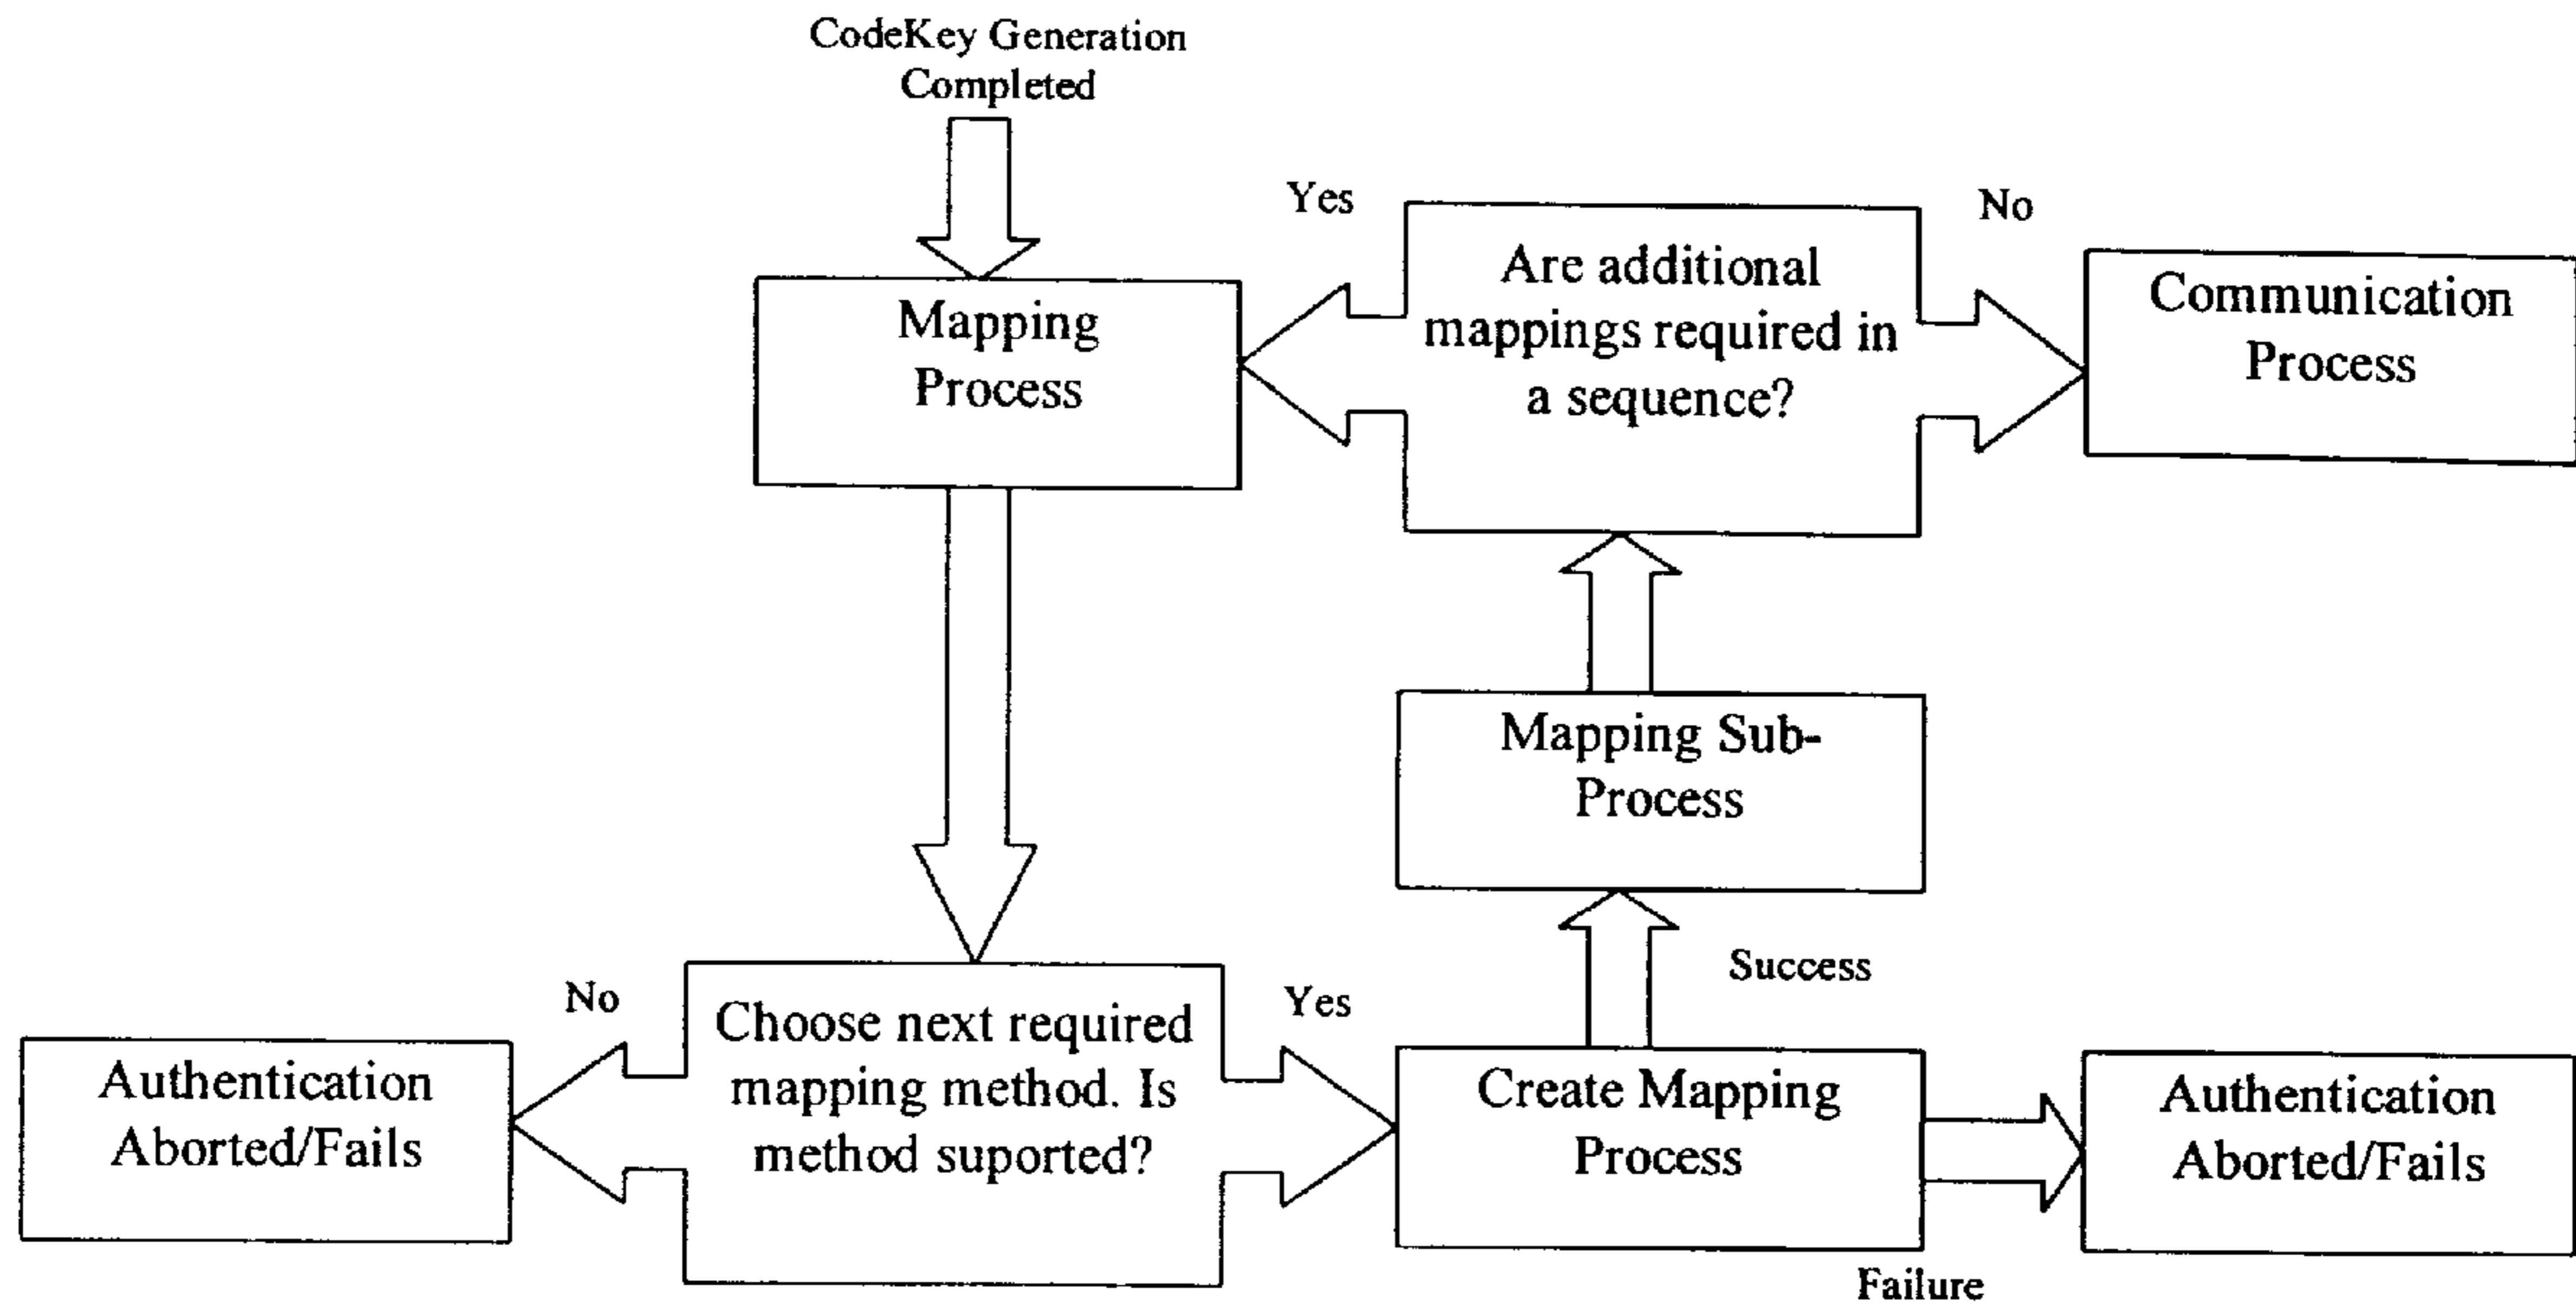 CodeKey Generation
Completed
Yes
No
Mapping
Process
Are additional
mappings required in
a sequence?
Communication
Process
Mapping Sub-
Process
Success
No
Yes
Authentication
Aborted/Fails
Choose next required
mapping method. Is
method suported?
Create Mapping
Process
Authentication
Aborted/Fails
Failure